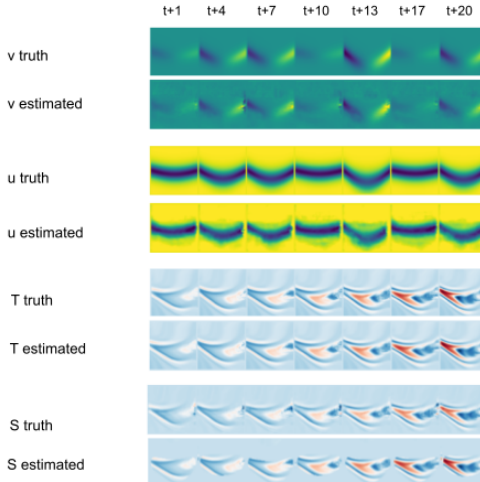 t+1 t+4 t+7 t+10 t+13 t+17 t+20
v truth
v estimated
u truth
u estimated
T truth
T estimated
S truth
S estimated